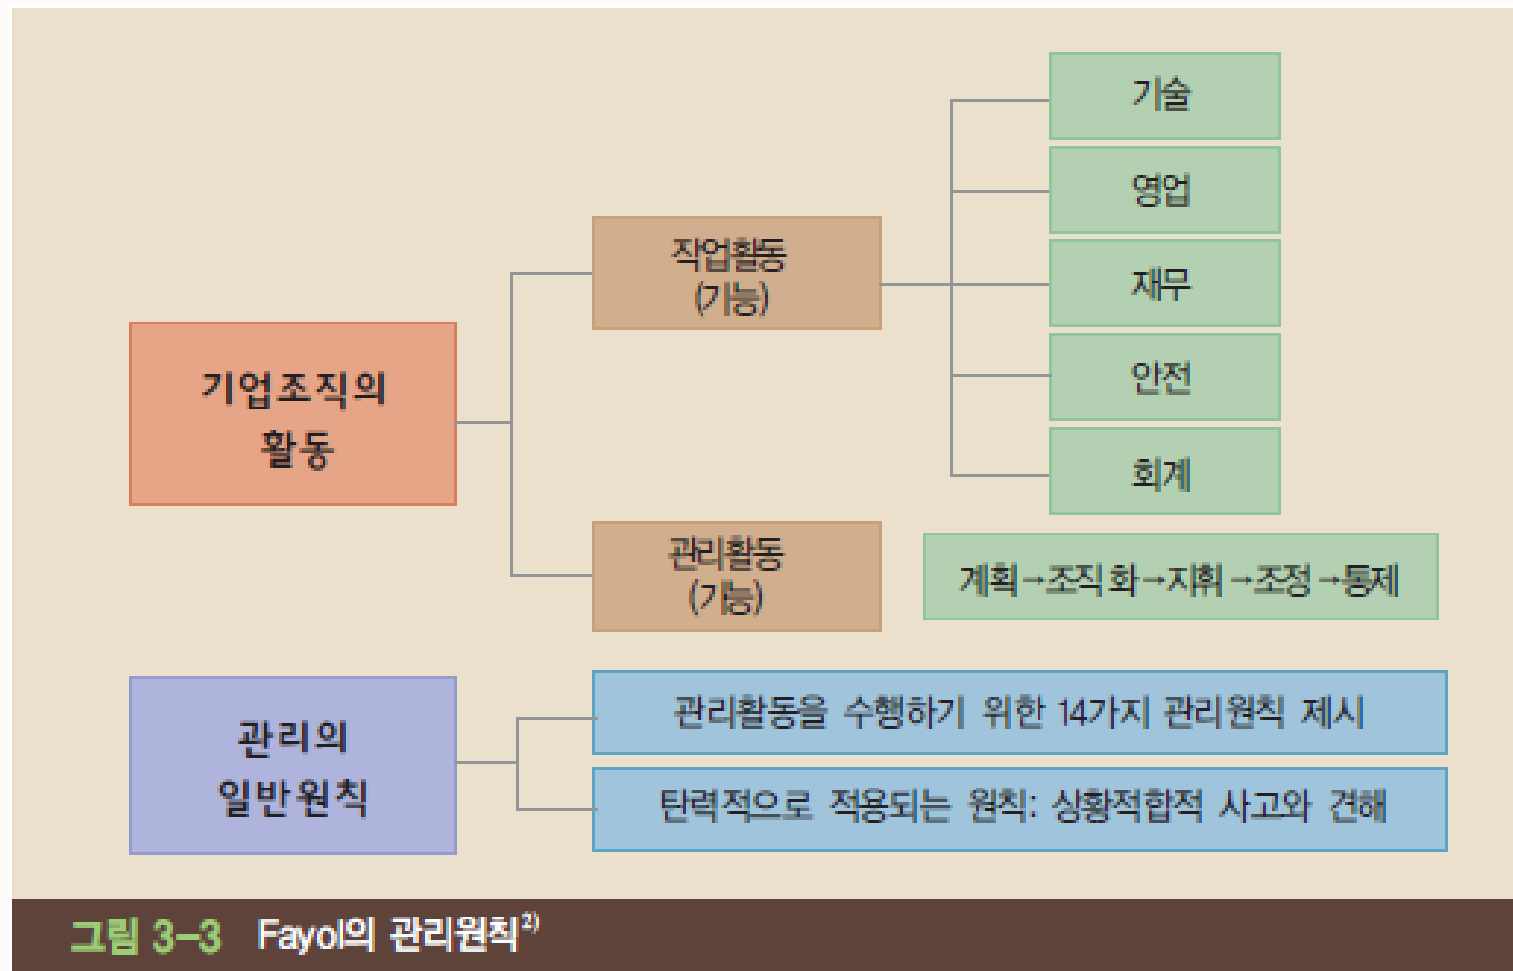 기업조직의
활동
작업활동
(기능)
기술
영업
재무
안전
회계
관리활동
(기능)
계획→조직화→지휘→조정→통제
관리의
일반원칙
관리활동을 수행하기 위한 14가지 관리원칙 제시
탄력적으로 적용되는 원칙: 상황적합적 사고와 견해
그림 3-3 Fayol의 관리원칙2)